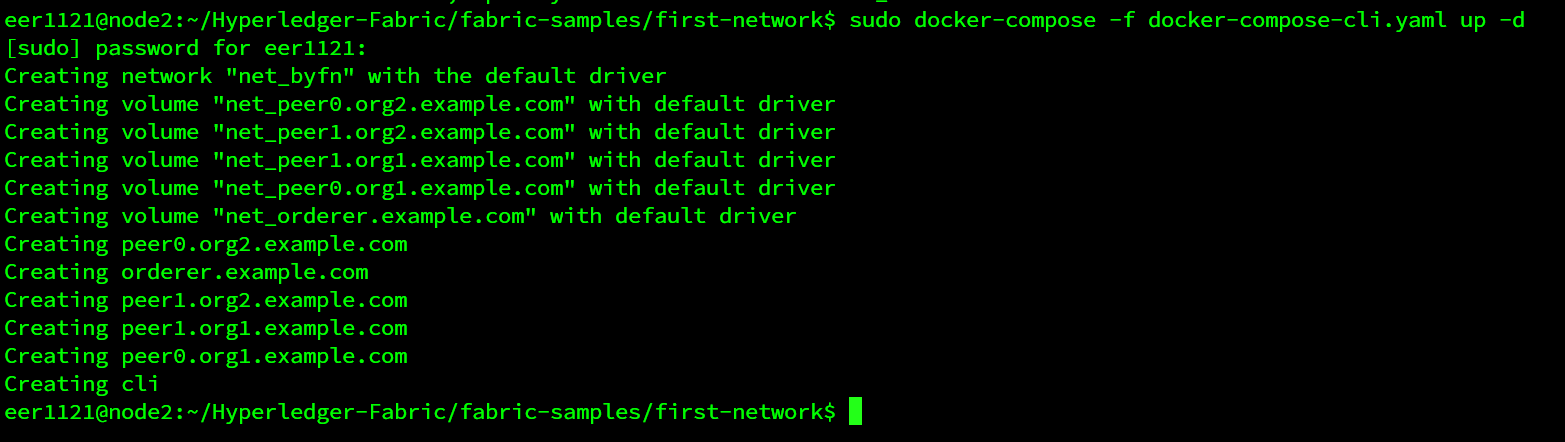 eer1121@node2:~/Hyperledger-Fabric/fabric-samples/first-network$ sudo docker-compose -f docker-compose-cli.yaml up -d
[sudo] password for eer1121:
Creating network "net_byfn" with the default driver
Creating volume "net_peer0.org2.example.com" with default driver
Creating volume "net_peer1.org2.example.com" with default driver
Creating volume "net_peer1.org1.example.com" with default driver
Creating volume "net_peer0.org1.example.com" with default driver
Creating volume "net_orderer.example.com" with default driver
Creating peer0.org2.example.com
Creating orderer.example.com
Creating peer1.org2.example.com
Creating peer1.org1.example.com
Creating peer0.org1.example.com
Creating cli
eer1121@node2:~/Hyperledger-Fabric/fabric-samples/first-network$